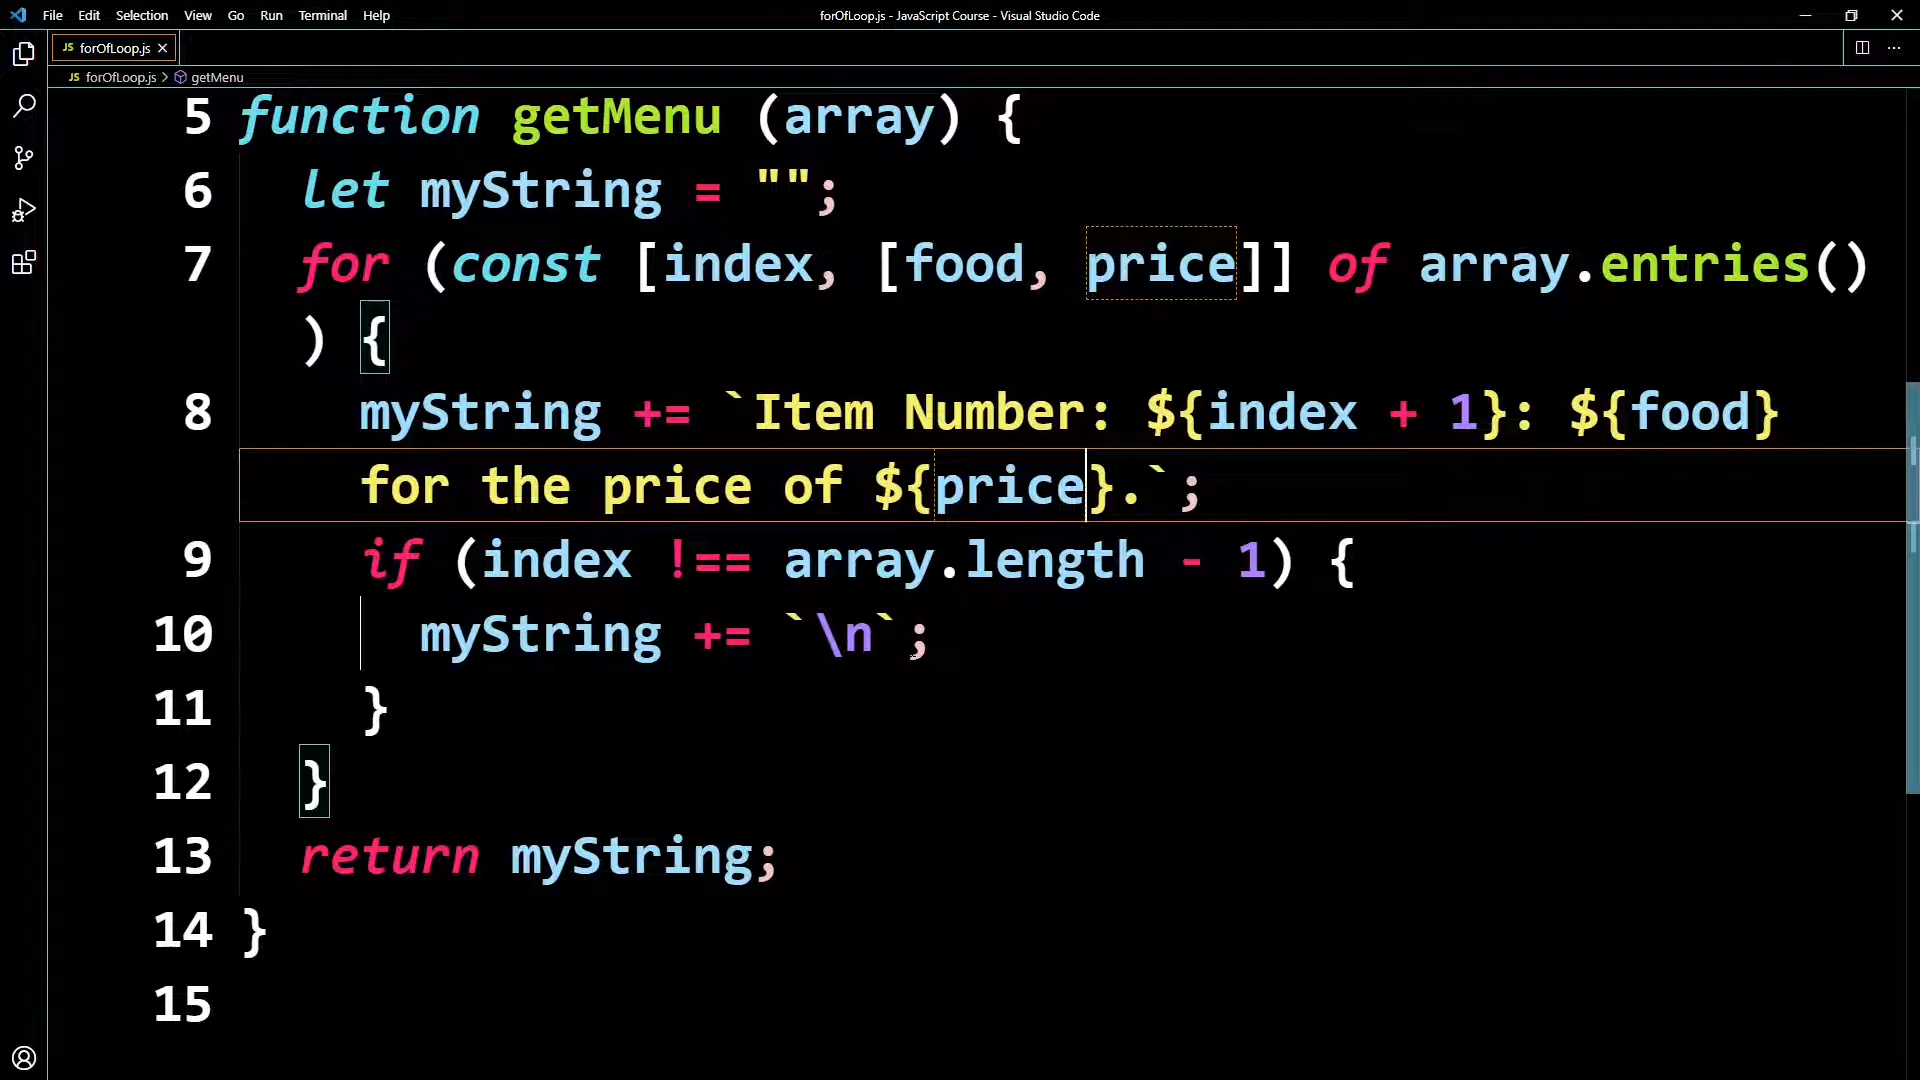 File Edit Selection View Go Run Terminal Help
forOfLoop.js - JavaScript Course - Visual Studio Code
JS forOfLoop.js
JS forOfLoop.js > getMenu
5 function getMenu (array) {
6 let myString = "";
7 for (const [index, [food, price]] of array.entries()
) {
8 myString += `Item Number: ${index + 1}: ${food}
for the price of ${price}.`;
9 if (index !== array.length - 1) {
10 myString += `\n`;
11 }
12 }
13 return myString;
14 }
15